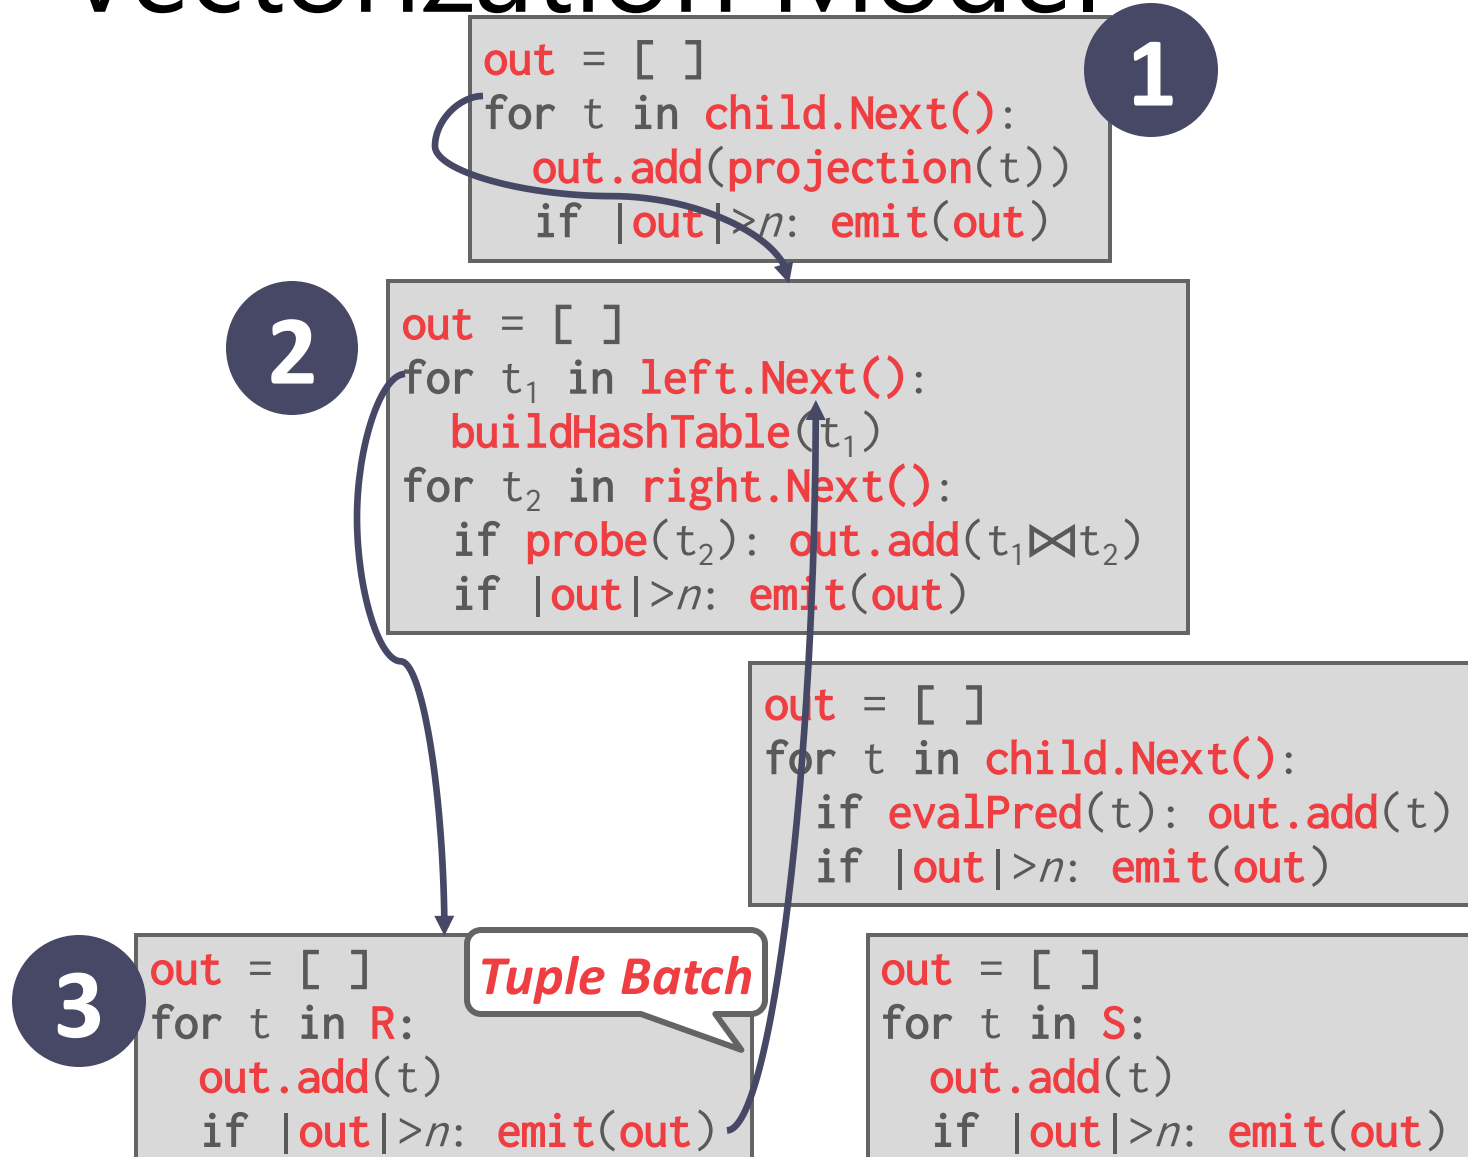 Vectorization Model
1
out = [ ]
for t in child.Next():
out.add(projection(t))
if |out|>n: emit(out)
2
out = [ ]
for t₁ in left.Next():
buildHashTable(t₁)
for t₂ in right.Next():
if probe(t₂): out.add(t₁⋈t₂)
if |out|>n: emit(out)
out = [ ]
for t in child.Next():
if evalPred(t): out.add(t)
if |out|>n: emit(out)
3
out = [ ]
for t in R:
out.add(t)
if |out|>n: emit(out)
Tuple Batch
out = [ ]
for t in S:
out.add(t)
if |out|>n: emit(out)